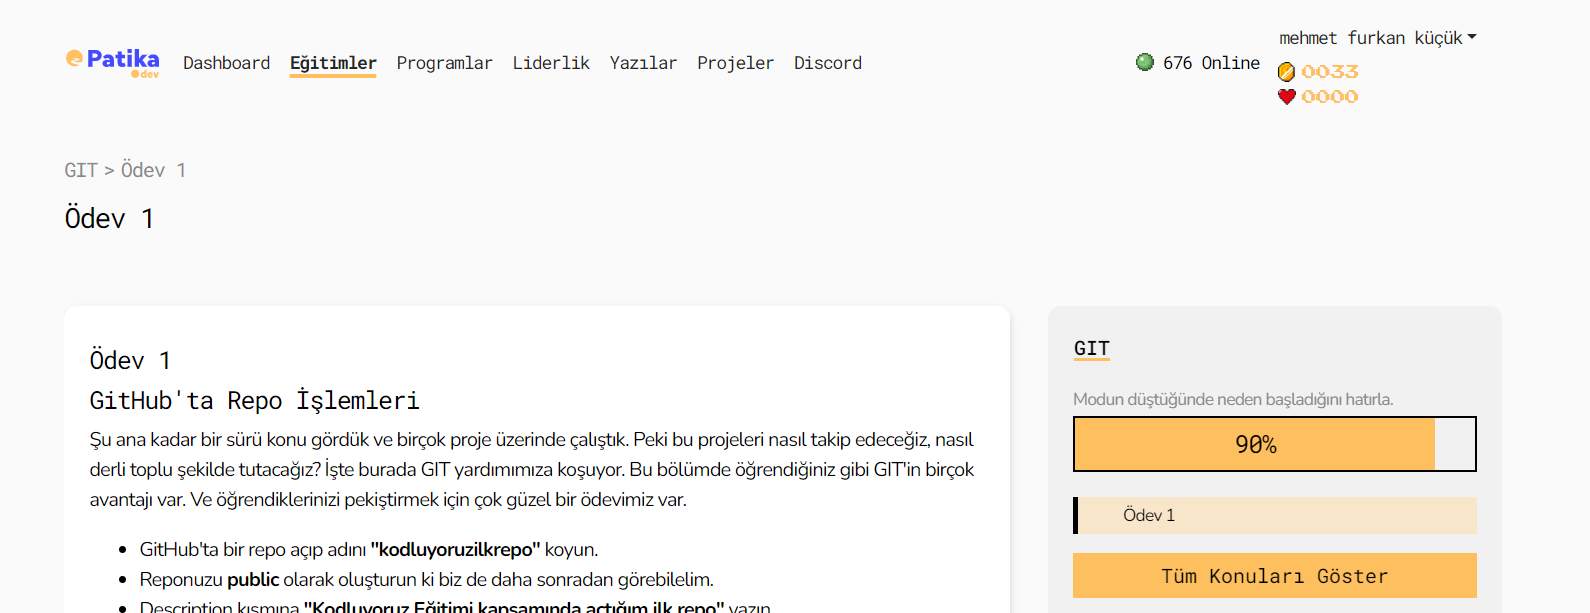 Patika
dev
Dashboard Eğitimler Programlar Liderlik Yazılar Projeler Discord
676 Online
mehmet furkan küçük
0033
0000
GIT > Ödev 1
Ödev 1
Ödev 1
GitHub'ta Repo İşlemleri
Şu ana kadar bir sürü konu gördük ve birçok proje üzerinde çalıştık. Peki bu projeleri nasıl takip edeceğiz, nasıl
derli toplu şekilde tutacağız? İşte burada GIT yardımımıza koşuyor. Bu bölümde öğrendiğiniz gibi GIT'in birçok
avantajı var. Ve öğrendiklerinizi pekiştirmek için çok güzel bir ödevimiz var.
• GitHub'ta bir repo açıp adını "kodluyoruzilkrepo" koyun.
• Reponuzu public olarak oluşturun ki biz de daha sonradan görebilelim.
• Description kısmına "Kodluyoruz Eğitimi kapsamında açtığım ilk repo" yazın.
GIT
Modun düştüğünde neden başladığını hatırla.
90%
Ödev 1
Tüm Konuları Göster